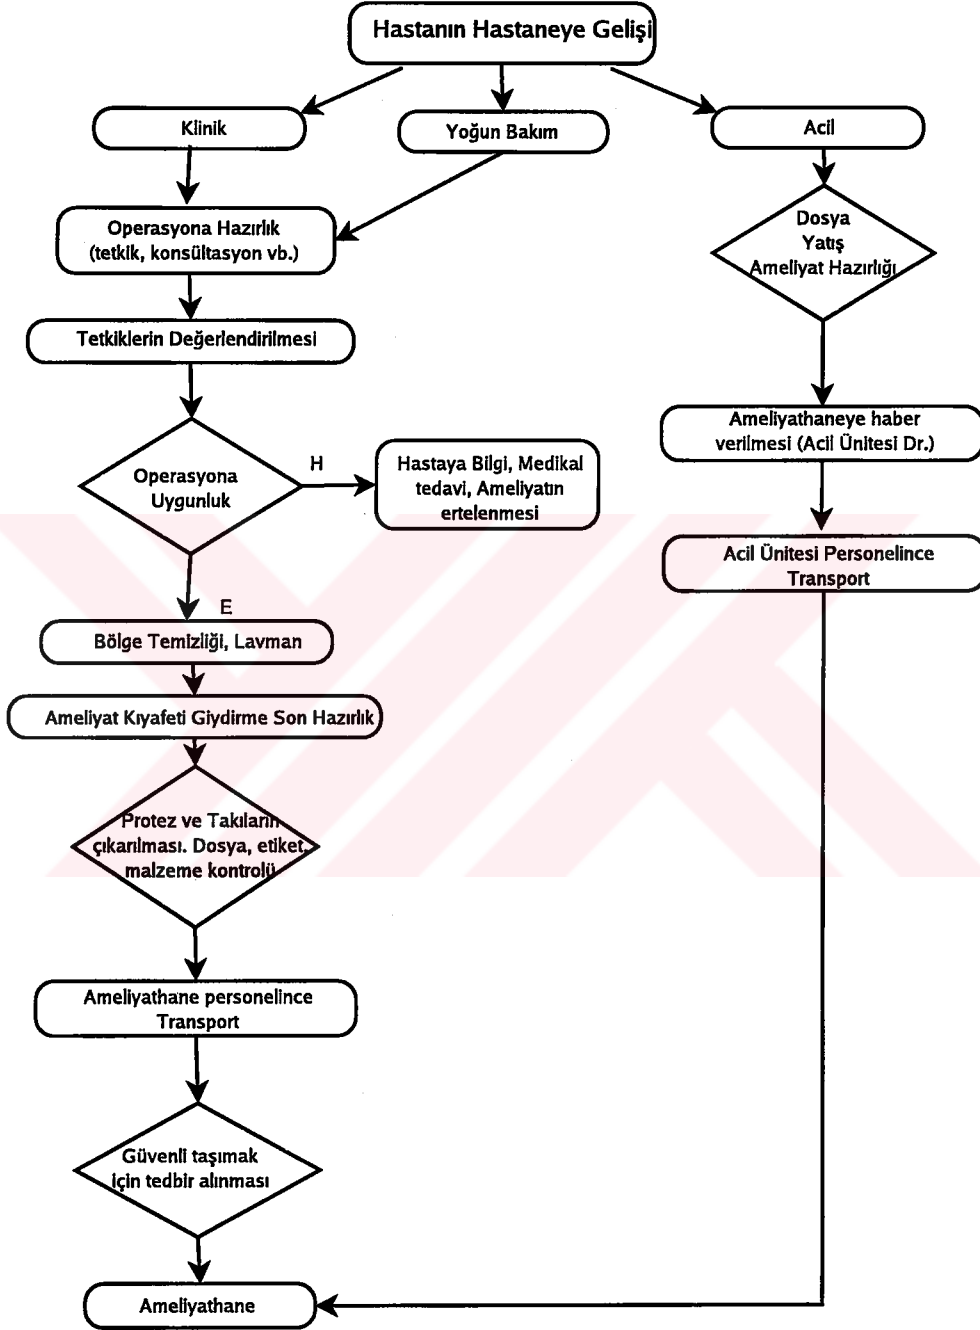 Hastanın Hastaneye Gelişi
Klinik
Yoğun Bakım
Acil
Operasyona Hazırlık
(tetkik, konsültasyon vb.)
Dosya
Yatış
Ameliyat Hazırlığı
Tetkiklerin Değerlendirilmesi
Ameliyathaneye haber
verilmesi (Acil Ünitesi Dr.)
Operasyona
Uygunluk
H
Hastaya Bilgi, Medikal
tedavi, Ameliyatın
ertelenmesi
Acil Ünitesi Personelince
Transport
E
Bölge Temizliği, Lavman
Ameliyat Kıyafeti Giydirme Son Hazırlık
Protez ve Takıların
çıkarılması. Dosya, etiket,
malzeme kontrolü
Ameliyathane personelince
Transport
Güvenli taşımak
için tedbir alınması
Ameliyathane